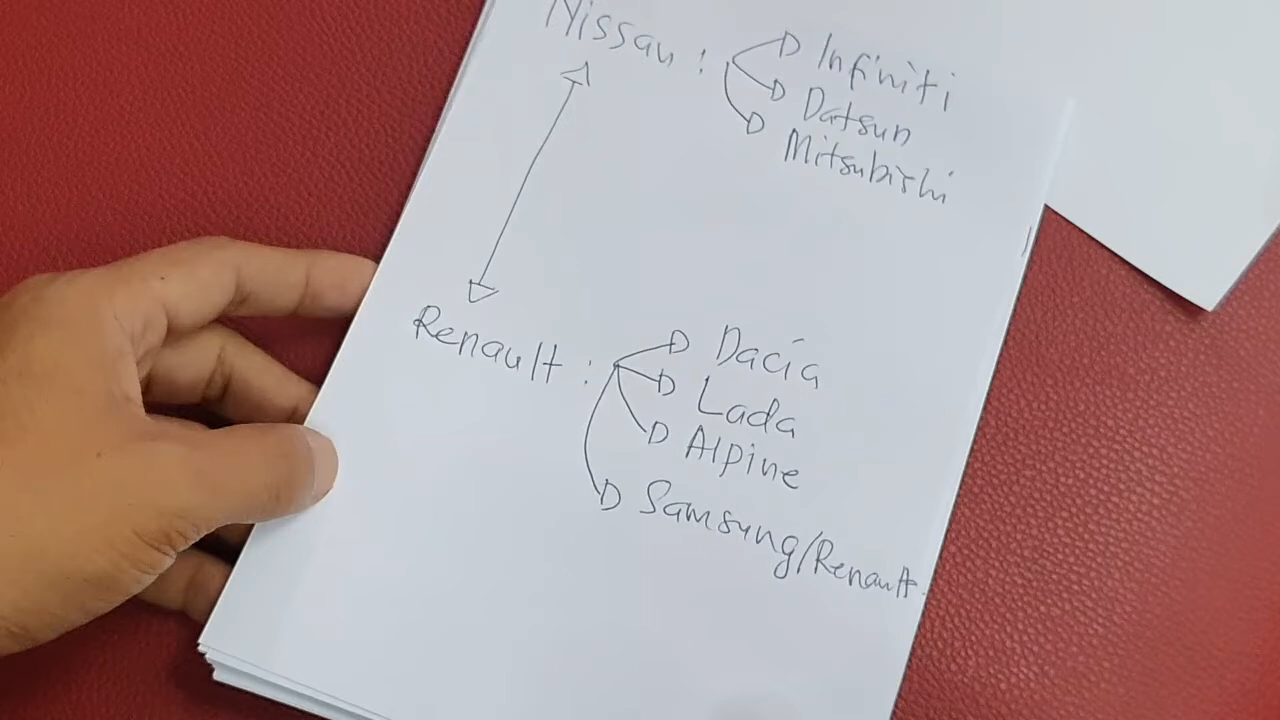 Nissan : Infiniti
Datsun
Mitsubishi
Renault : Dacia
Lada
Alpine
Samsung/Renault.